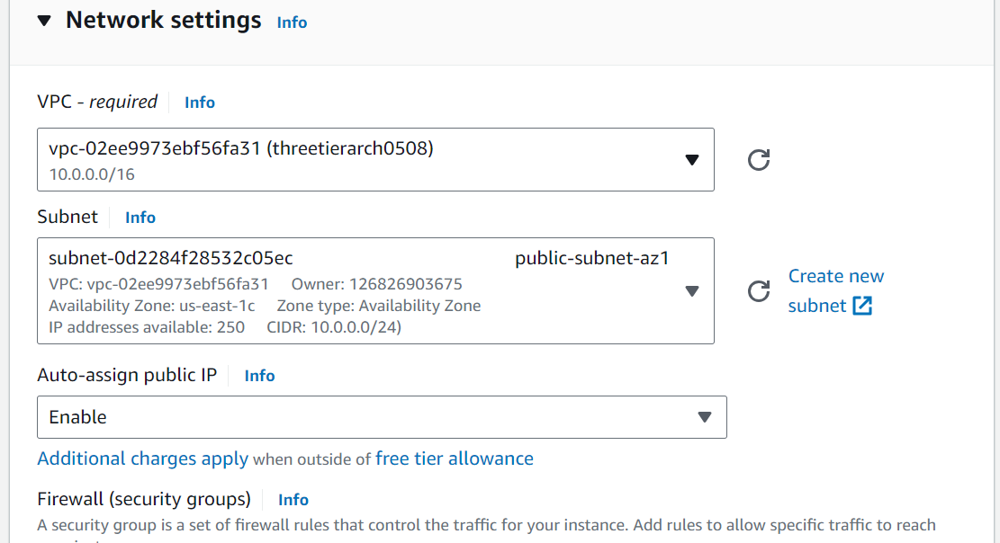 Network settings Info
VPC - required Info
vpc-02ee9973ebf56fa31 (threetierarch0508)
10.0.0.0/16
Subnet Info
subnet-0d2284f28532c05ec public-subnet-az1
VPC: vpc-02ee9973ebf56fa31 Owner: 126826903675
Availability Zone: us-east-1c Zone type: Availability Zone
IP addresses available: 250 CIDR: 10.0.0.0/24)
Create new
subnet
Auto-assign public IP Info
Enable
Additional charges apply when outside of free tier allowance
Firewall (security groups) Info
A security group is a set of firewall rules that control the traffic for your instance. Add rules to allow specific traffic to reach